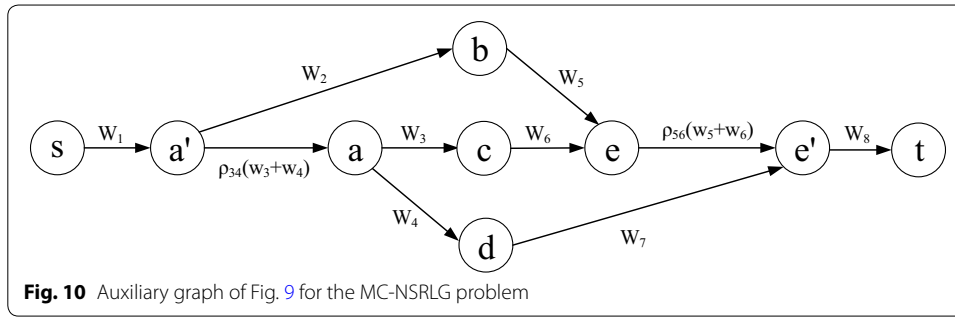 b
W₂
W₅
s
W₁
a'
ρ₃₄(w₃+w₄)
a
W₃
c
W₆
e
ρ₅₆(w₅+w₆)
e'
W₈
t
W₄
d
W₇
Fig. 10 Auxiliary graph of Fig. 9 for the MC-NSRLG problem